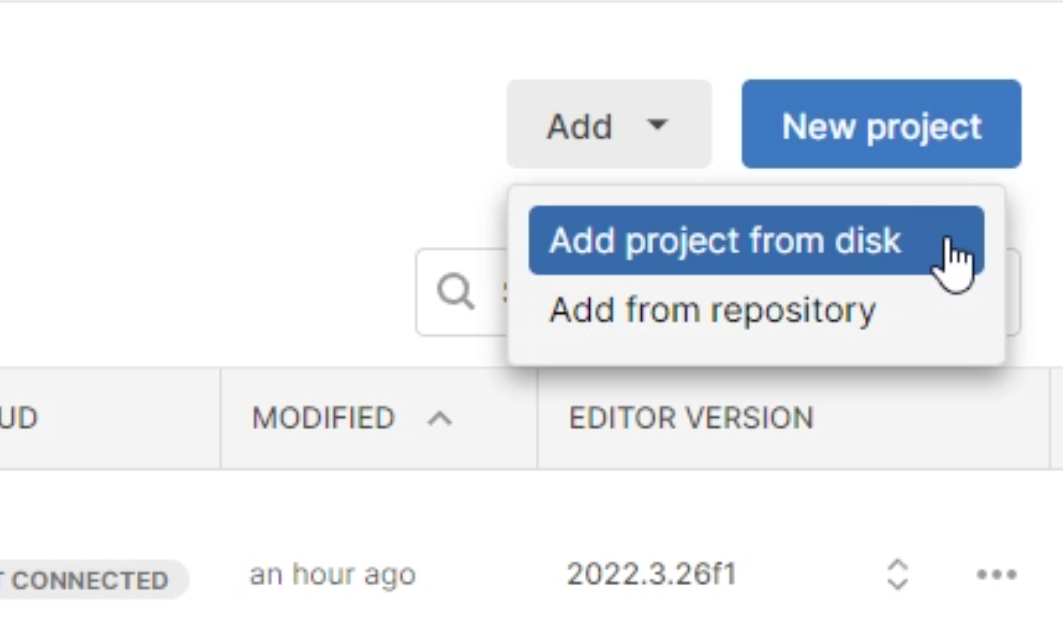 Add
New project
Add project from disk
Add from repository
MODIFIED
EDITOR VERSION
CONNECTED
an hour ago
2022.3.26f1